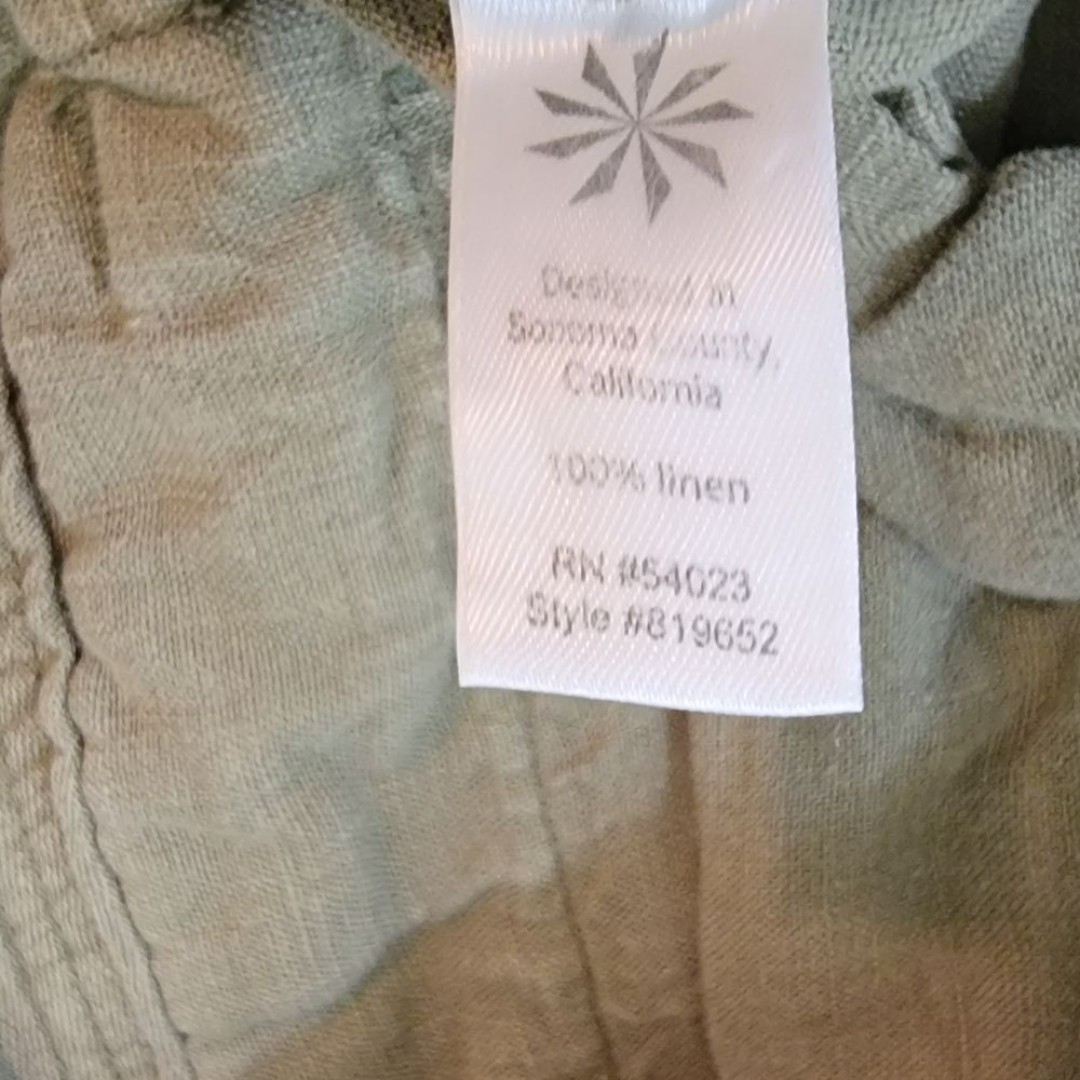 Designed in
Sonoma County,
California
100% linen
RN #54023
Style #819652